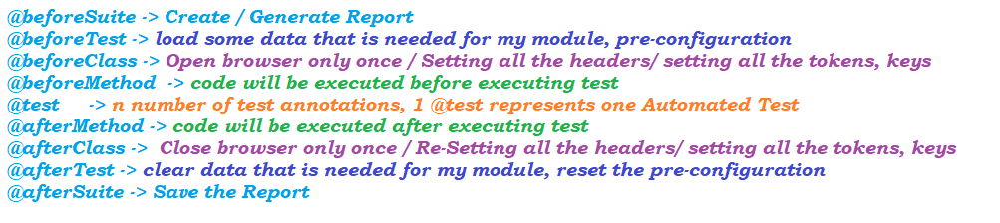 @beforeSuite -> Create / Generate Report
@beforeTest -> load some data that is needed for my module, pre-configuration
@beforeClass -> Open browser only once / Setting all the headers/ setting all the tokens, keys
@beforeMethod -> code will be executed before executing test
@test -> n number of test annotations, 1 @test represents one Automated Test
@afterMethod -> code will be executed after executing test
@afterClass -> Close browser only once / Re-Setting all the headers/ setting all the tokens, keys
@afterTest -> clear data that is needed for my module, reset the pre-configuration
@afterSuite -> Save the Report